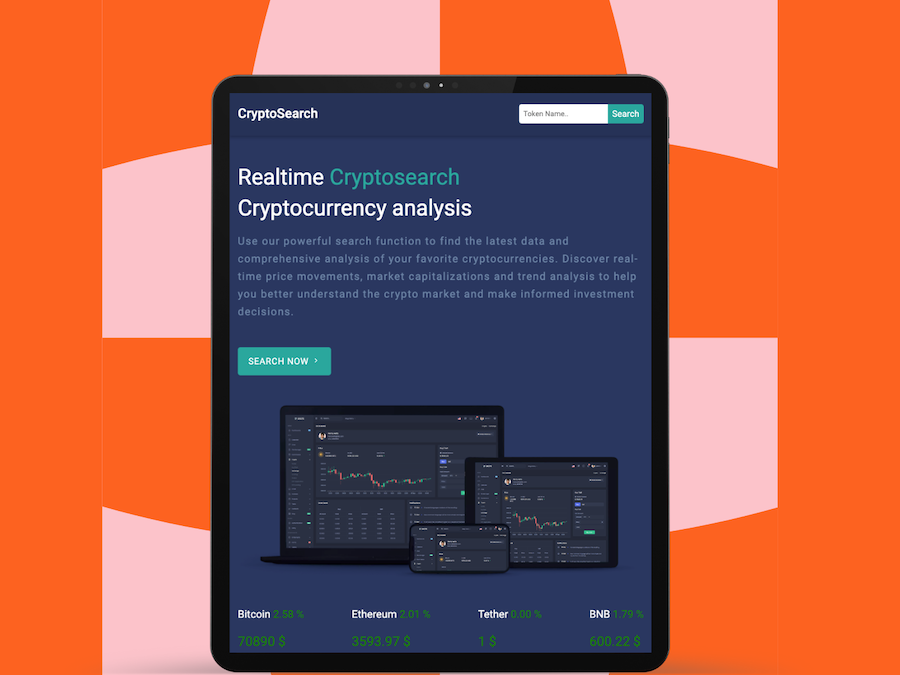 CryptoSearch
Token Name..
Search
Realtime Cryptosearch
Cryptocurrency analysis
Use our powerful search function to find the latest data and
comprehensive analysis of your favorite cryptocurrencies. Discover real-
time price movements, market capitalizations and trend analysis to help
you better understand the crypto market and make informed investment
decisions.
SEARCH NOW
Bitcoin 2.58 %
Ethereum 2.01 %
Tether 0.00 %
BNB 1.79 %
70890 $
3593.97 $
1 $
600.22 $